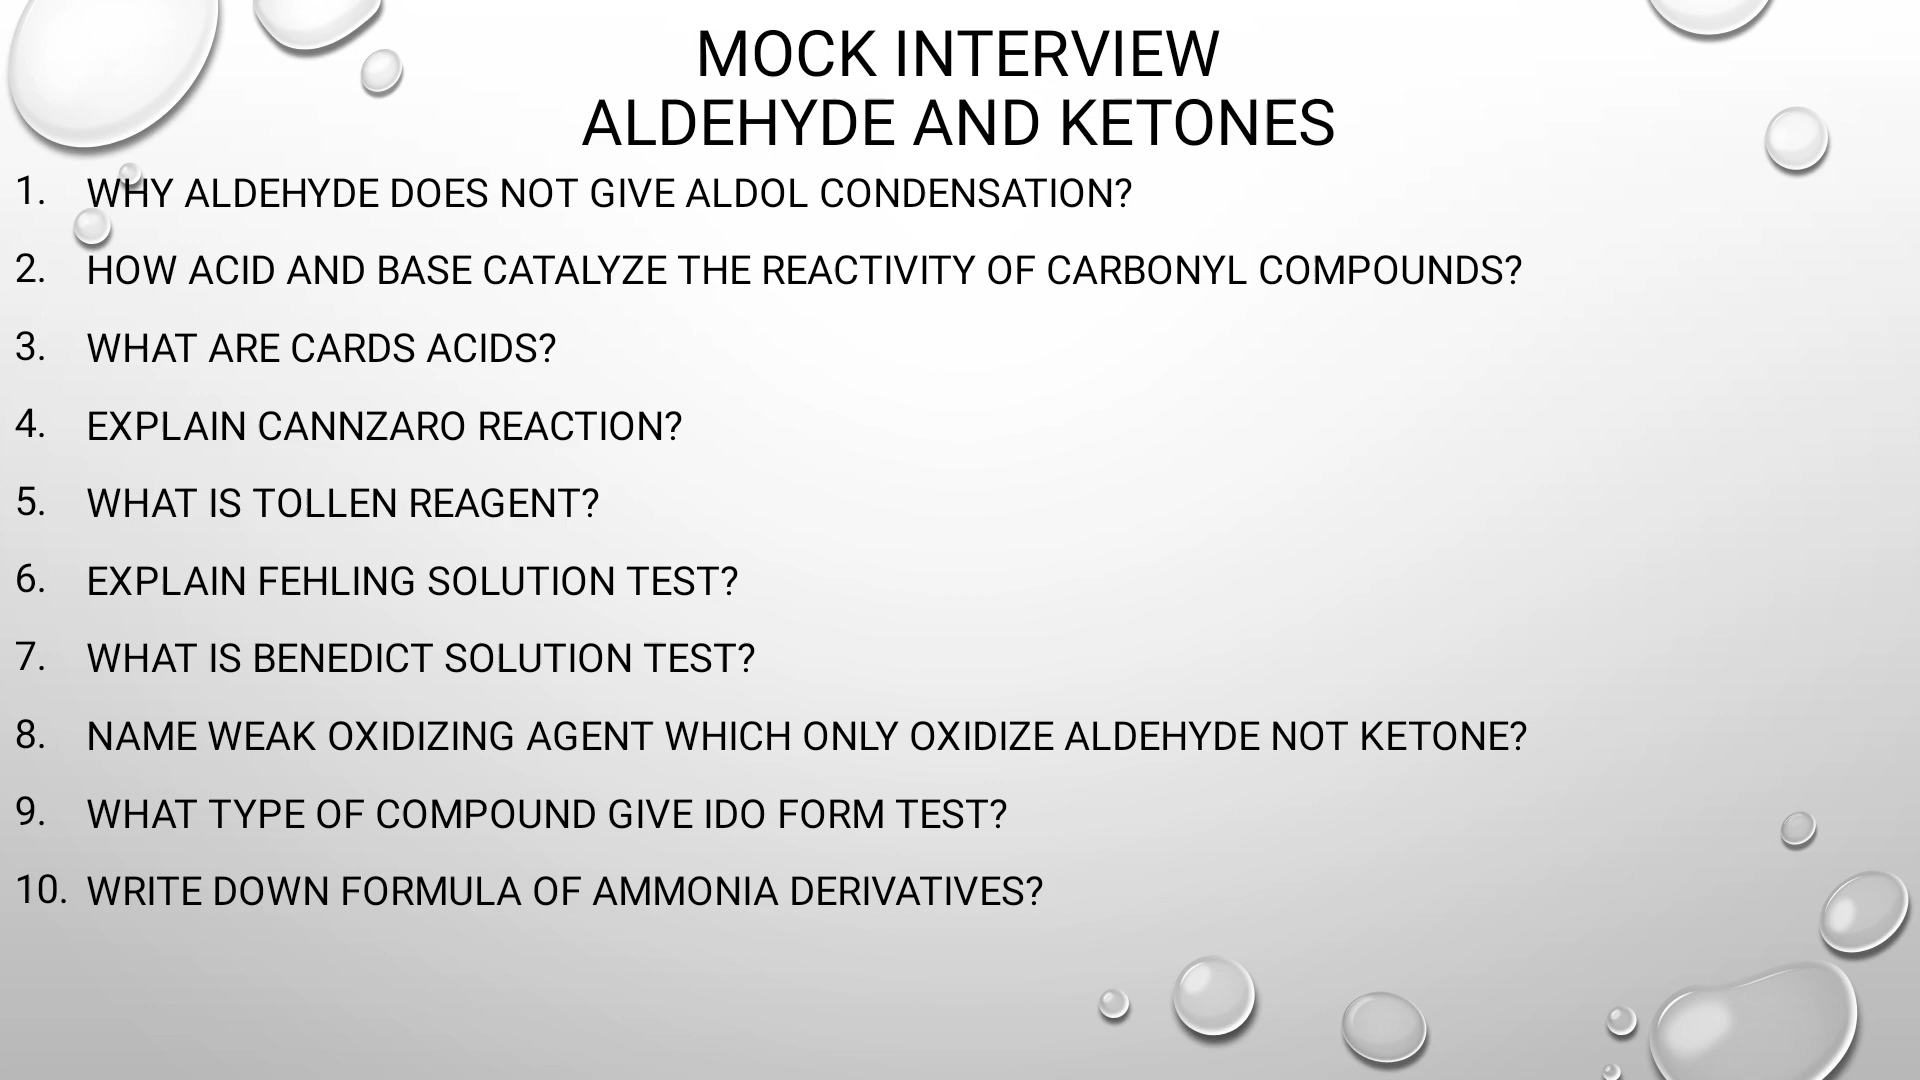 MOCK INTERVIEW
ALDEHYDE AND KETONES
1. WHY ALDEHYDE DOES NOT GIVE ALDOL CONDENSATION?
2. HOW ACID AND BASE CATALYZE THE REACTIVITY OF CARBONYL COMPOUNDS?
3. WHAT ARE CARDS ACIDS?
4. EXPLAIN CANNZARO REACTION?
5. WHAT IS TOLLEN REAGENT?
6. EXPLAIN FEHLING SOLUTION TEST?
7. WHAT IS BENEDICT SOLUTION TEST?
8. NAME WEAK OXIDIZING AGENT WHICH ONLY OXIDIZE ALDEHYDE NOT KETONE?
9. WHAT TYPE OF COMPOUND GIVE IDO FORM TEST?
10. WRITE DOWN FORMULA OF AMMONIA DERIVATIVES?